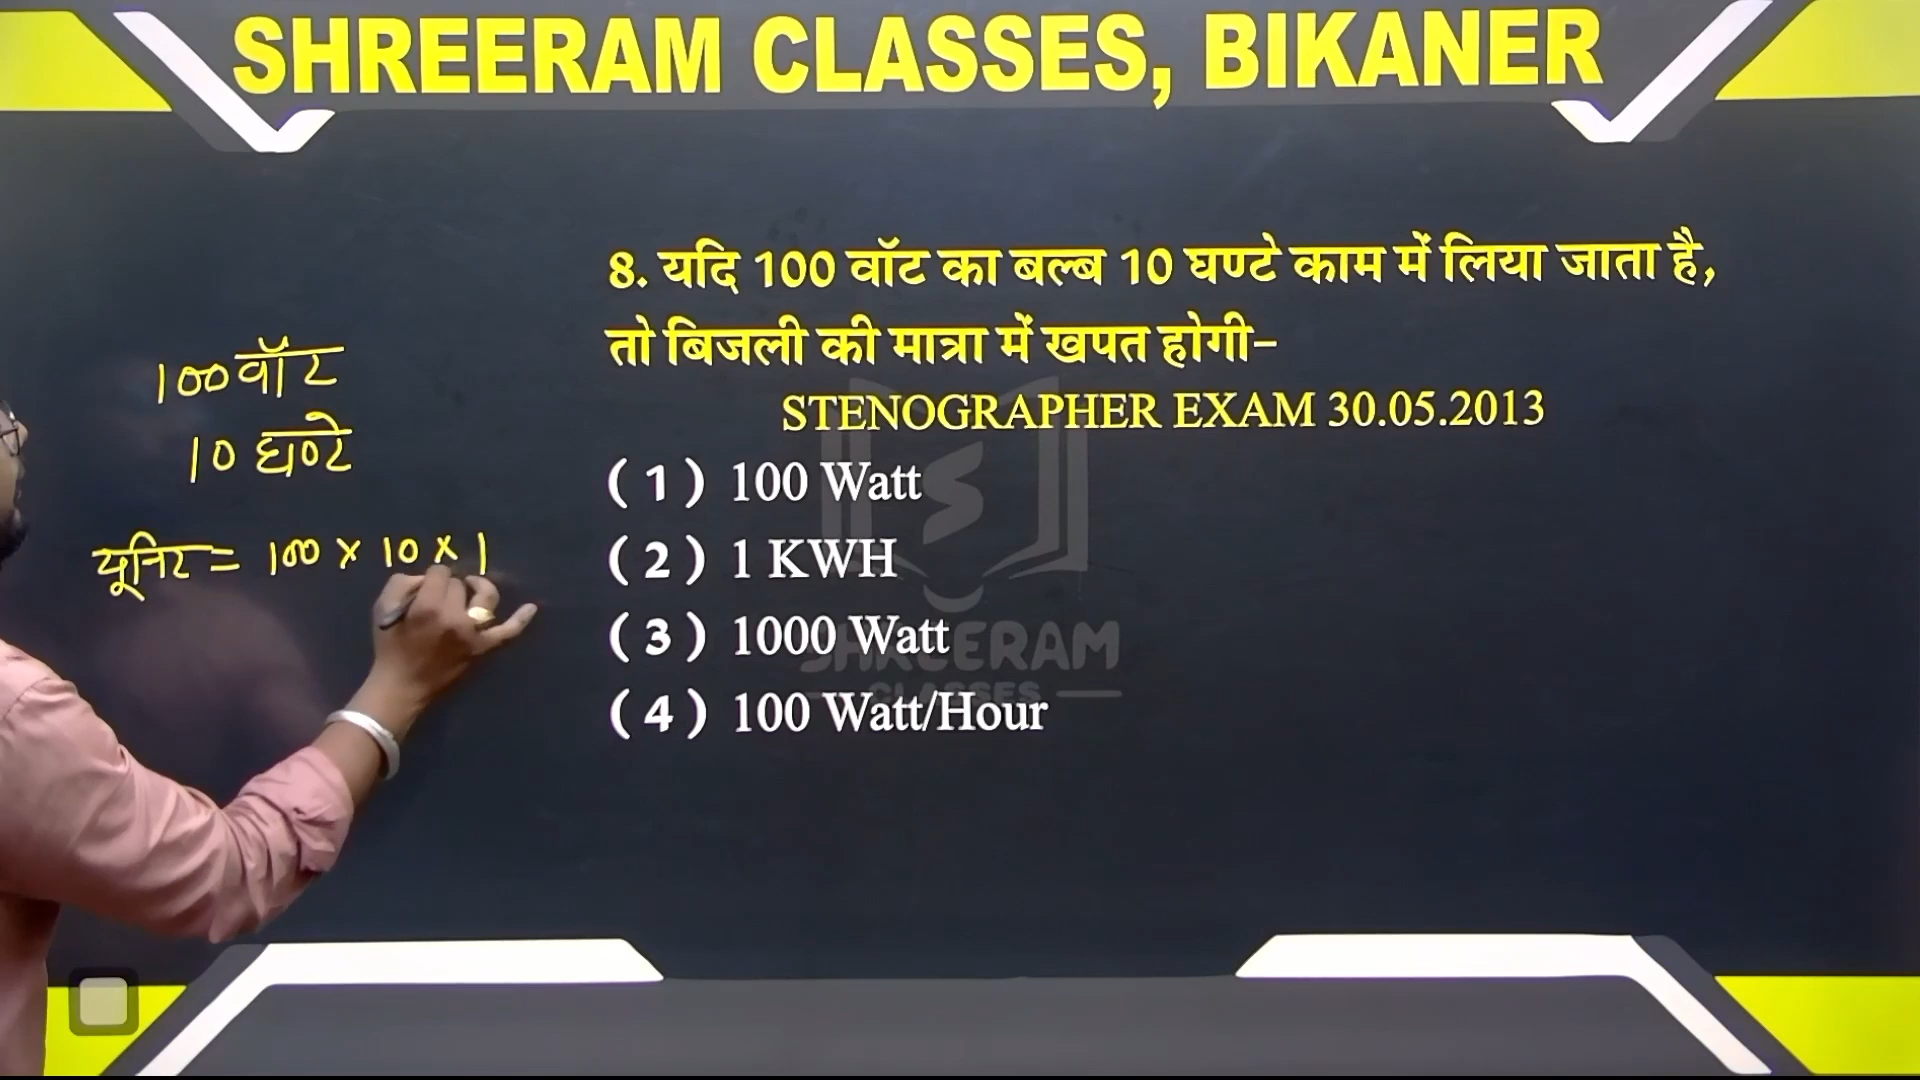 SHREERAM CLASSES, BIKANER
8. यदि 100 वॉट का बल्ब 10 घण्टे काम में लिया जाता है,
तो बिजली की मात्रा में खपत होगी-
STENOGRAPHER EXAM 30.05.2013
(1) 100 Watt
(2) 1 KWH
(3) 1000 Watt
(4) 100 Watt/Hour
100 वॉट
10 घण्टे
यूनिट = 100 × 10 × 1
SHREERAM
CLASSES